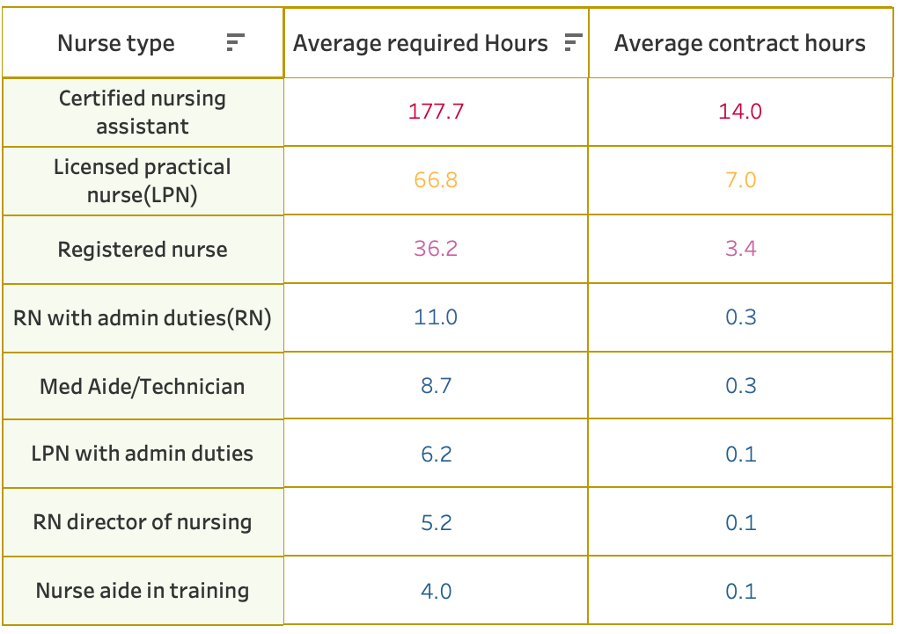 Nurse type Average required Hours Average contract hours
Certified nursing
assistant 177.7 14.0
Licensed practical
nurse(LPN) 66.8 7.0
Registered nurse 36.2 3.4
RN with admin duties(RN) 11.0 0.3
Med Aide/Technician 8.7 0.3
LPN with admin duties 6.2 0.1
RN director of nursing 5.2 0.1
Nurse aide in training 4.0 0.1